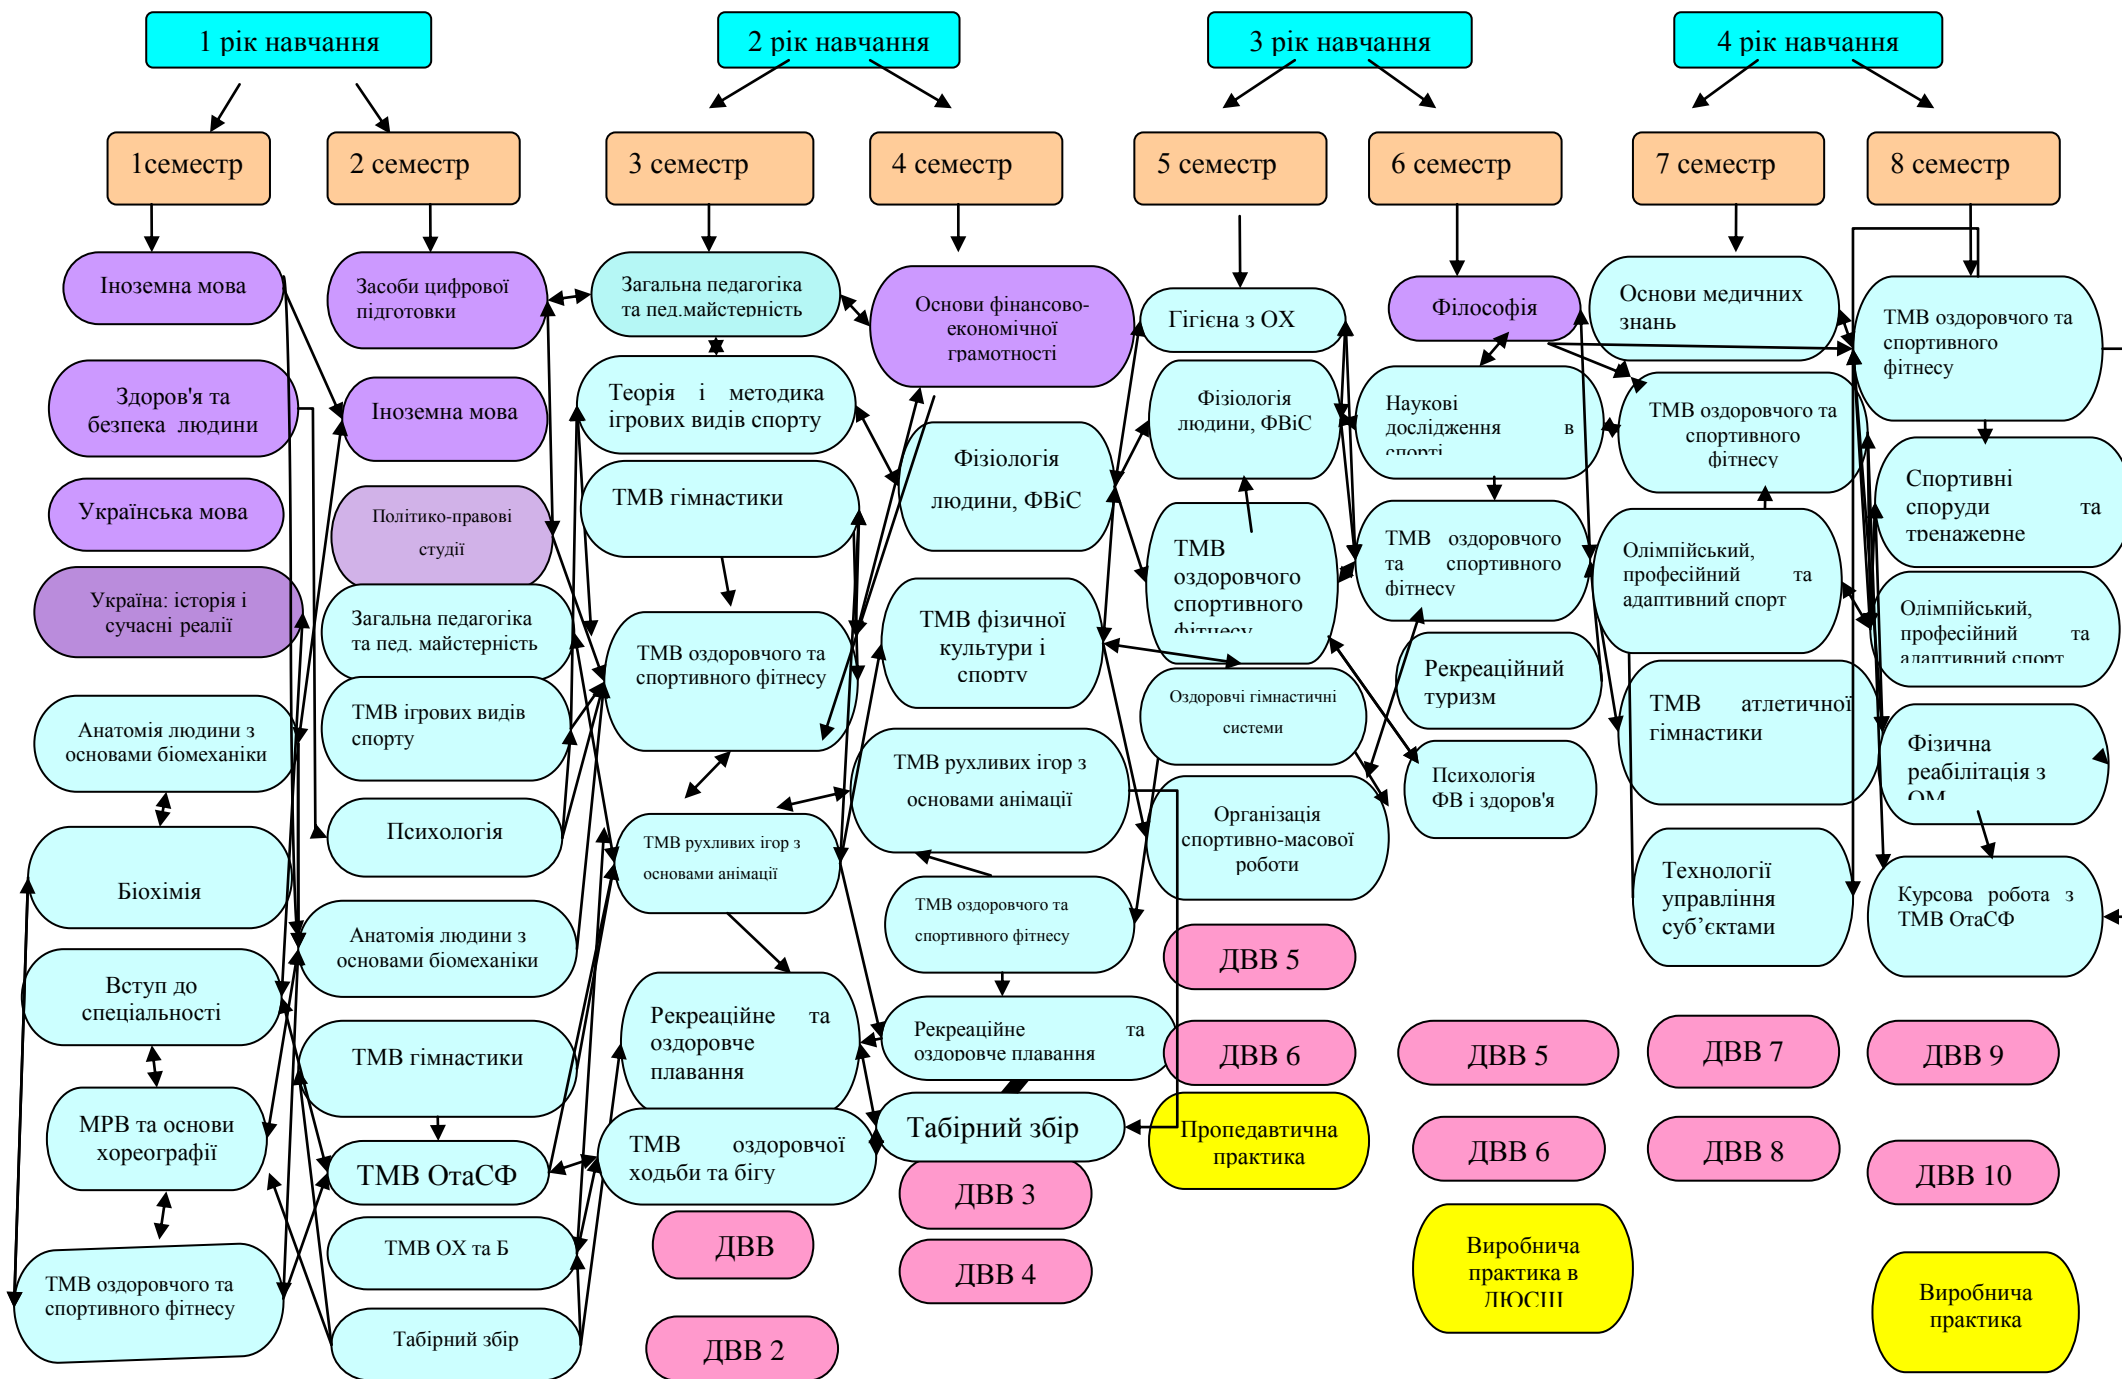 1 рік навчання
2 рік навчання
3 рік навчання
4 рік навчання
1семестр
2 семестр
3 семестр
4 семестр
5 семестр
6 семестр
7 семестр
8 семестр
Іноземна мова
Здоров'я та
безпека людини
Українська мова
Україна: історія і
сучасні реалії
Анатомія людини з
основами біомеханіки
Біохімія
Вступ до
спеціальності
МРВ та основи
хореографії
ТМВ оздоровчого та
спортивного фітнесу
Засоби цифрової
підготовки
Іноземна мова
Політико-правові
студії
Загальна педагогіка
та пед. майстерність
ТМВ ігрових видів
спорту
Психологія
Анатомія людини з
основами біомеханіки
ТМВ гімнастики
ТМВ ОтаСФ
ТМВ ОХ та Б
Табірний збір
Загальна педагогіка
та пед.майстерність
Теорія і методика
ігрових видів спорту
ТМВ гімнастики
ТМВ оздоровчого та
спортивного фітнесу
ТМВ рухливих ігор з
основами анімації
Рекреаційне та
оздоровче
плавання
ТМВ оздоровчої
ходьби та бігу
ДВВ
ДВВ 2
Основи фінансово-
економічної
грамотності
Фізіологія
людини, ФВіС
ТМВ фізичної
культури і
спорту
ТМВ рухливих ігор з
основами анімації
ТМВ оздоровчого та
спортивного фітнесу
Рекреаційне та
оздоровче плавання
Табірний збір
ДВВ 3
ДВВ 4
Гігієна з ОХ
Фізіологія
людини, ФВіС
ТМВ
оздоровчого
спортивного
фітнесу
Оздоровчі гімнастичні
системи
Організація
спортивно-масової
роботи
ДВВ 5
ДВВ 6
Пропедавтична
практика
Філософія
Наукові
дослідження в
спорті
ТМВ оздоровчого
та спортивного
фітнесу
Рекреаційний
туризм
Психологія
ФВ і здоров'я
ДВВ 5
ДВВ 6
Виробнича
практика в
ДЮСШ
Основи медичних
знань
ТМВ оздоровчого та
спортивного
фітнесу
Олімпійський,
професійний та
адаптивний спорт
ТМВ атлетичної
гімнастики
Технології
управління
суб’єктами
ДВВ 7
ДВВ 8
ТМВ оздоровчого та
спортивного
фітнесу
Спортивні
споруди та
тренажерне
Олімпійський,
професійний та
адаптивний спорт
Фізична
реабілітація з
ОМ
Курсова робота з
ТМВ ОтаСФ
ДВВ 9
ДВВ 10
Виробнича
практика